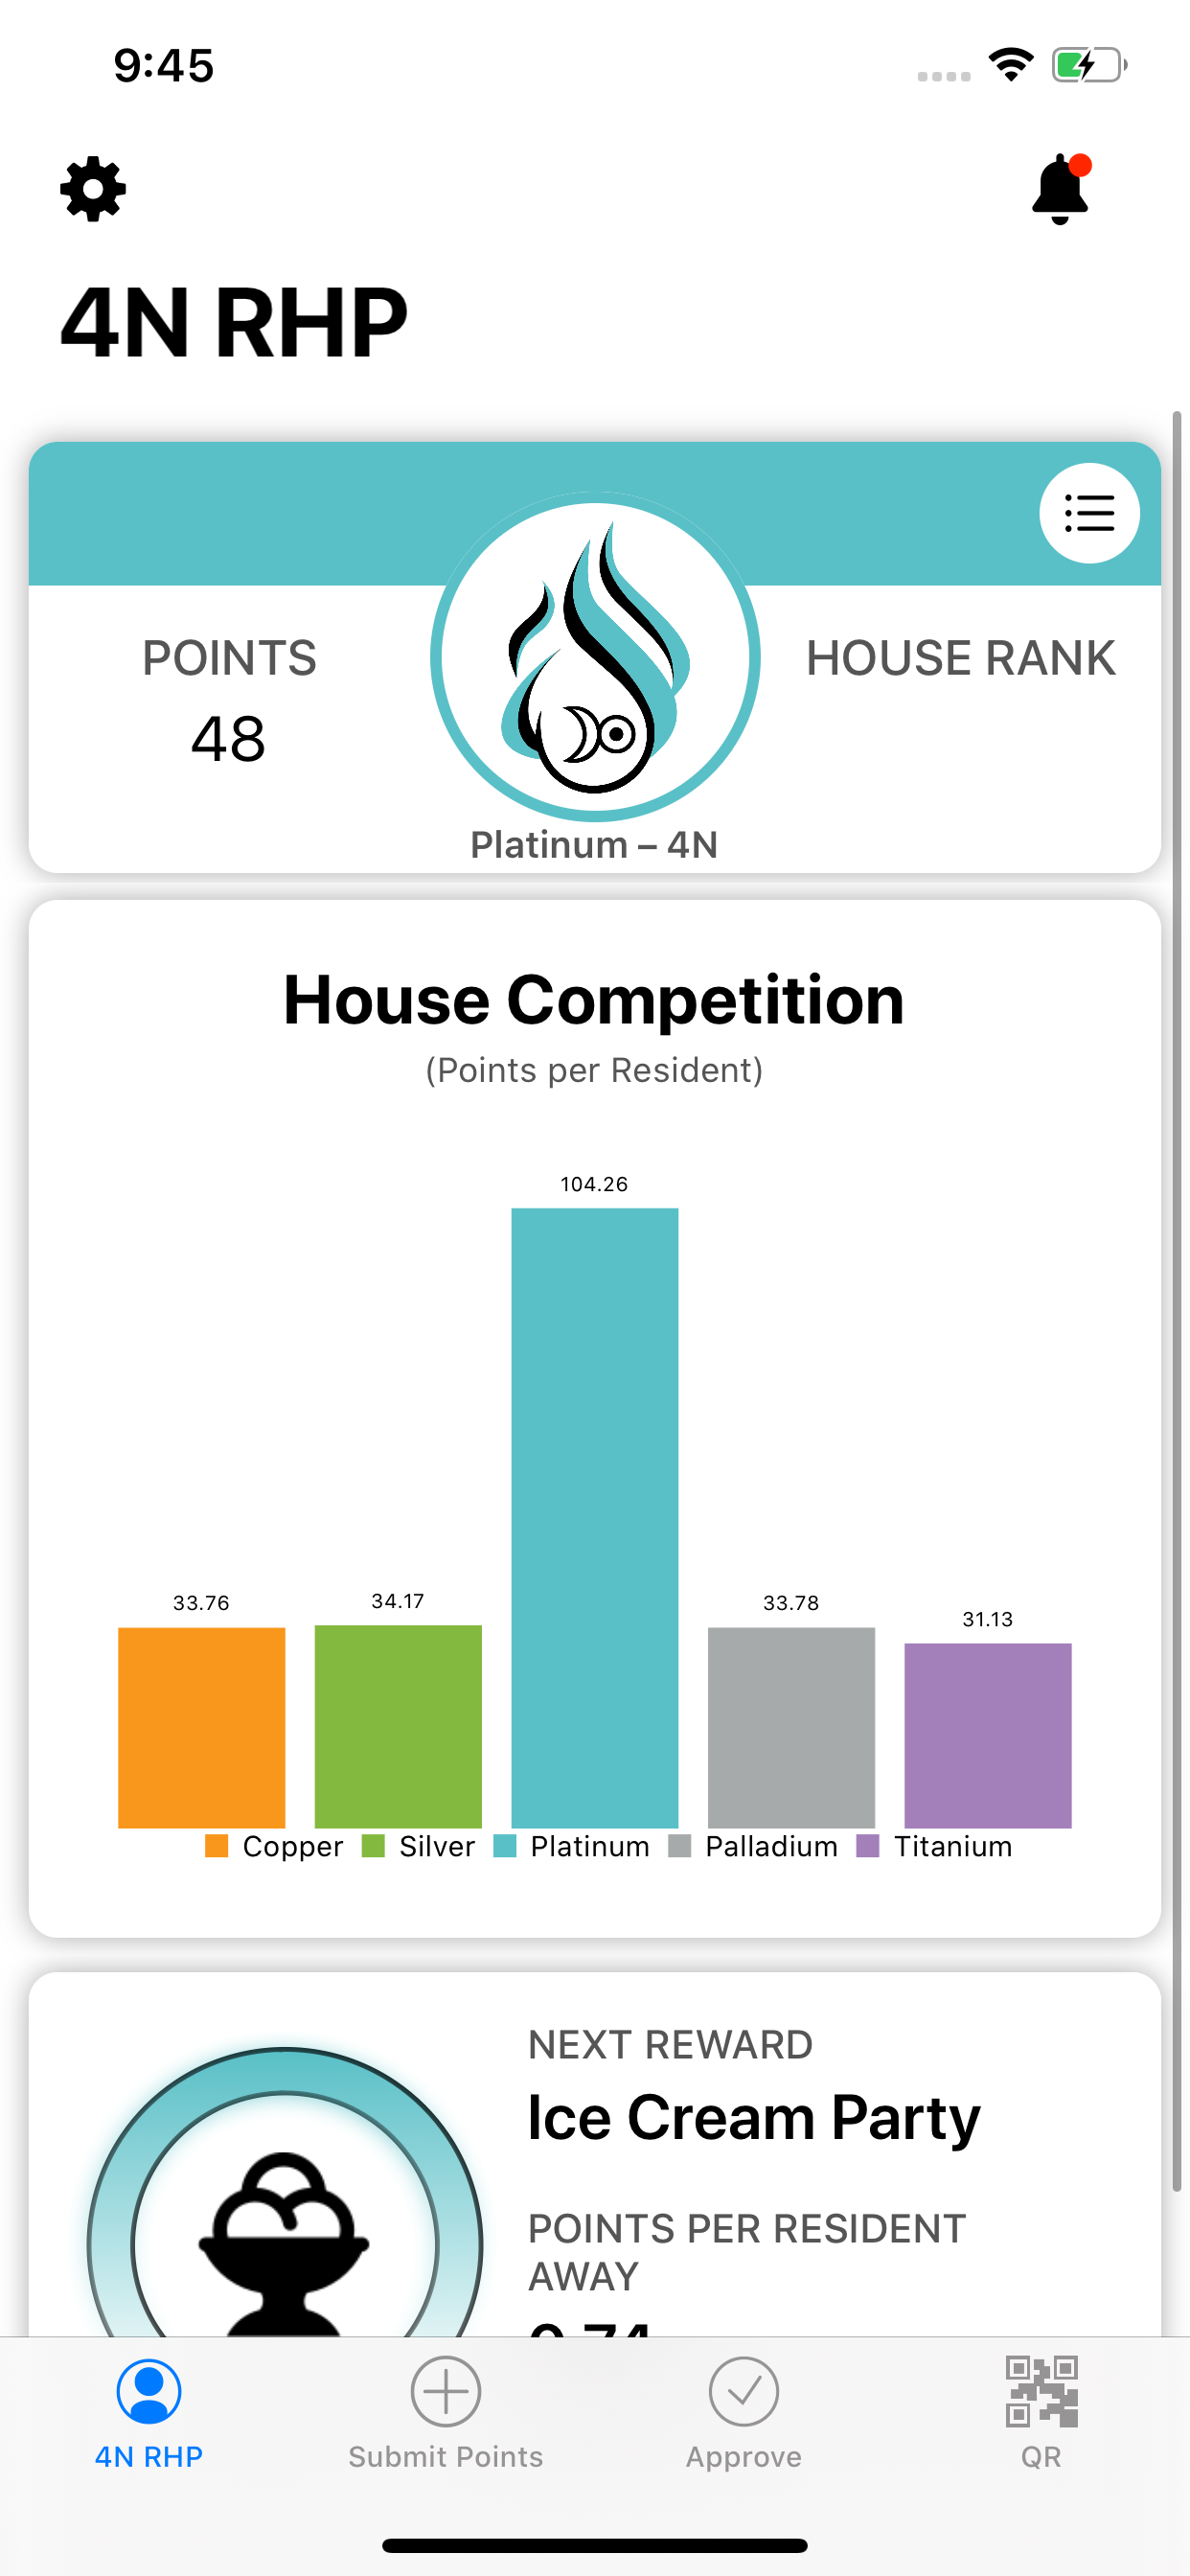 9:45
4N RHP
POINTS
48
HOUSE RANK
Platinum – 4N
House Competition
(Points per Resident)
104.26
33.76
34.17
33.78
31.13
Copper Silver Platinum Palladium Titanium
NEXT REWARD
Ice Cream Party
POINTS PER RESIDENT
AWAY
4N RHP
Submit Points
Approve
QR